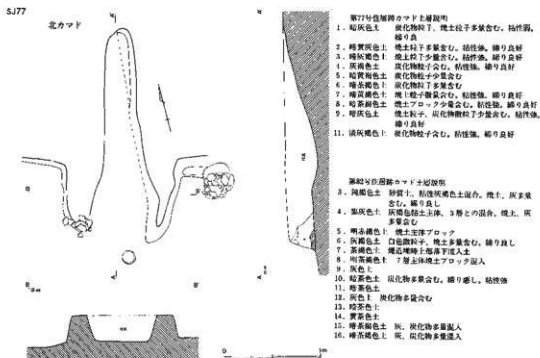 SJ77
北カマド
第77号住居跡カマド土層説明
1. 暗灰色土 炭化物粒子、焼土粒子多量含む。粘性弱。
締り良
2. 暗黄灰色土 焼土粒子多量含む。粘性強。締り良好
3. 暗灰褐色土 焼土粒子少量含む。粘性強。締り良好
4. 灰褐色土 炭化物粒子含む。粘性強。締り良好
5. 暗黄褐色土 炭化物粒子少量含む
6. 暗茶褐色土 炭化物粒子多量含む
7. 暗黄褐色土 焼土粒子微量含む。粘性強。締り良好
8. 暗茶褐色土 焼土ブロック少量含む。粘性強。締り良好
9. 暗灰色土 焼土粒子、炭化物微粒子少量含む。粘性強。
締り良好
11. 淡灰褐色土 炭化物粒子含む。粘性強。締り良好
第82号住居跡カマド土層説明
3. 褐色土 砂質土、粘性灰褐色土混合。焼土、灰多量
含む。締り良し
4. 黒灰色土 灰褐色粘土主体、3層との混合。焼土、灰
多量含む
5. 明赤褐色土 焼土主体ブロック
6. 灰褐色土 白色微粒子、焼土多量含む。締り良し
7. 茶褐色土 煙道崩落上部落下流入土
8. 明茶褐色土 7層主体焼土ブロック混入
9. 灰色土
10. 暗茶色土 炭化物多量含む。締り悪し。粘性強
11. 暗茶色土
12. 灰色土 炭化物多量含む
13. 暗茶色土
14. 黄茶色土
15. 暗茶褐色土 灰、炭化物多量混入
16. 暗茶褐色土 灰、炭化物多量混入
A
A'
B
B'
0
1m